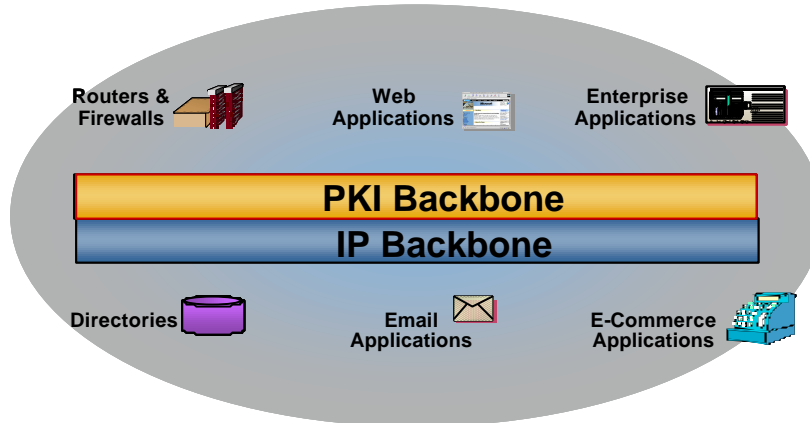 Routers &
Firewalls
Web
Applications
Enterprise
Applications
PKI Backbone
IP Backbone
Directories
Email
Applications
E-Commerce
Applications